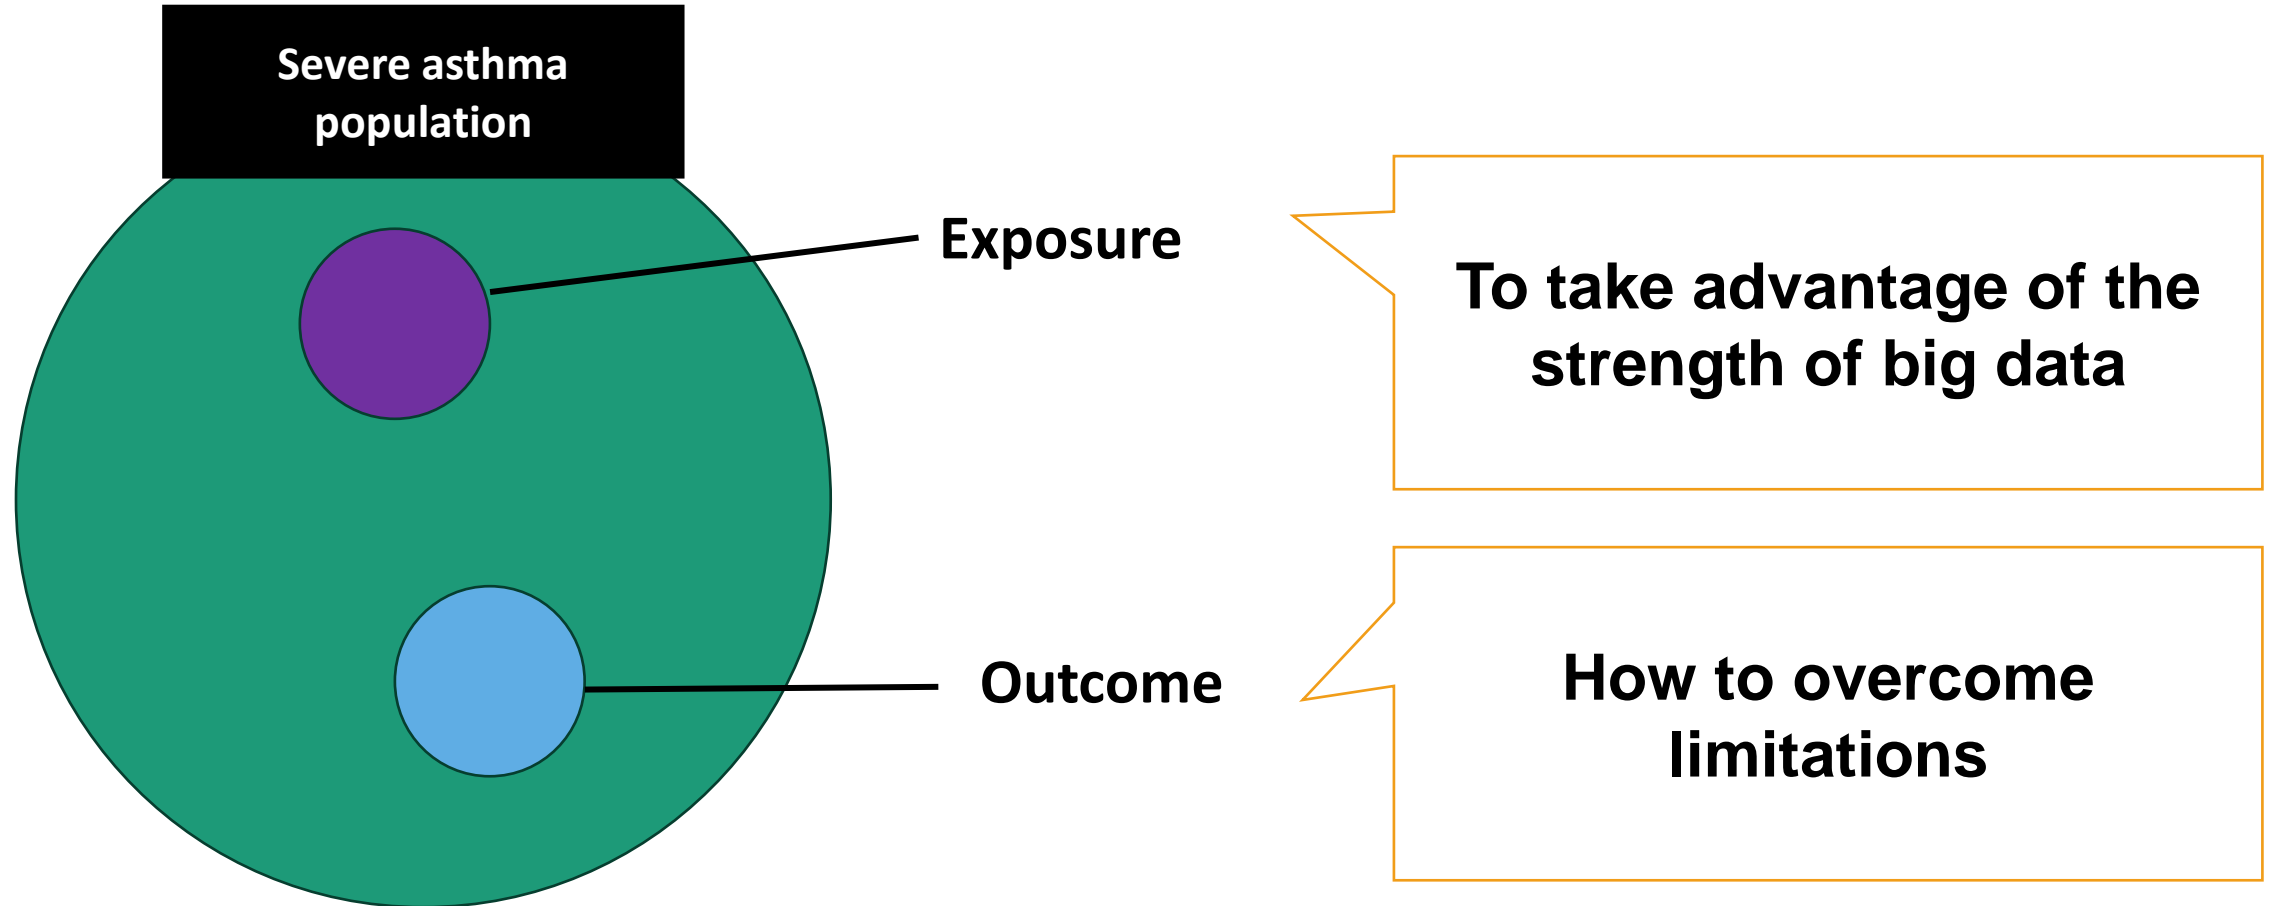 Severe asthma
population
Exposure
To take advantage of the
strength of big data
Outcome
How to overcome
limitations